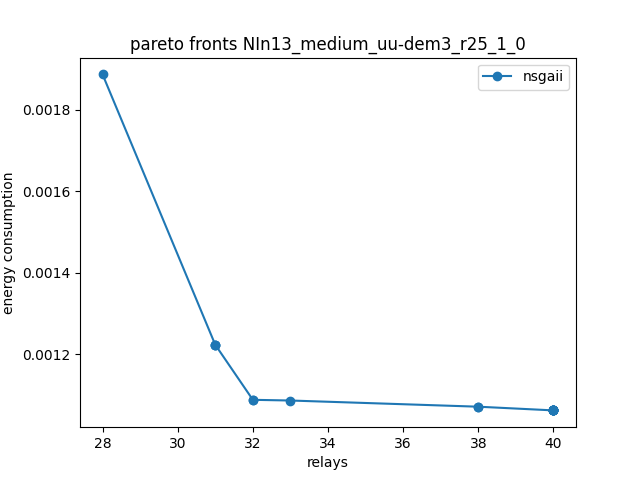 pareto fronts NIn13_medium_uu-dem3_r25_1_0
nsgaii
energy consumption
0.0018
0.0016
0.0014
0.0012
28 30 32 34 36 38 40
relays